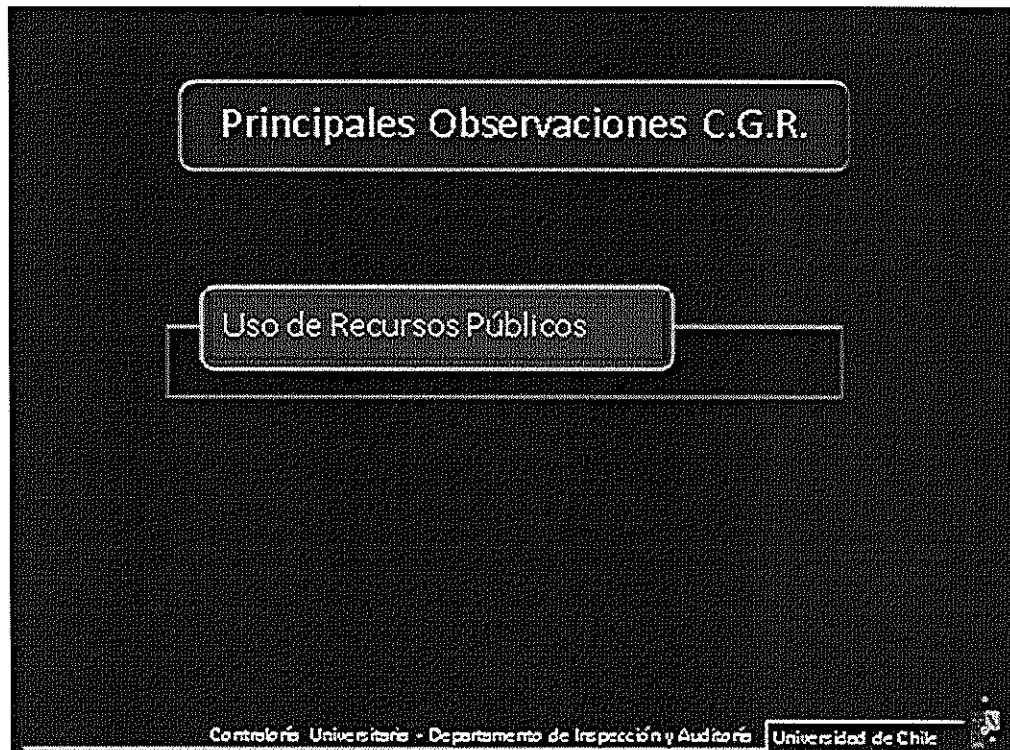 Principales Observaciones C.G.R.
Uso de Recursos Públicos
Contraloría Universitaria - Departamento de Inspección y Auditoría
Universidad de Chile